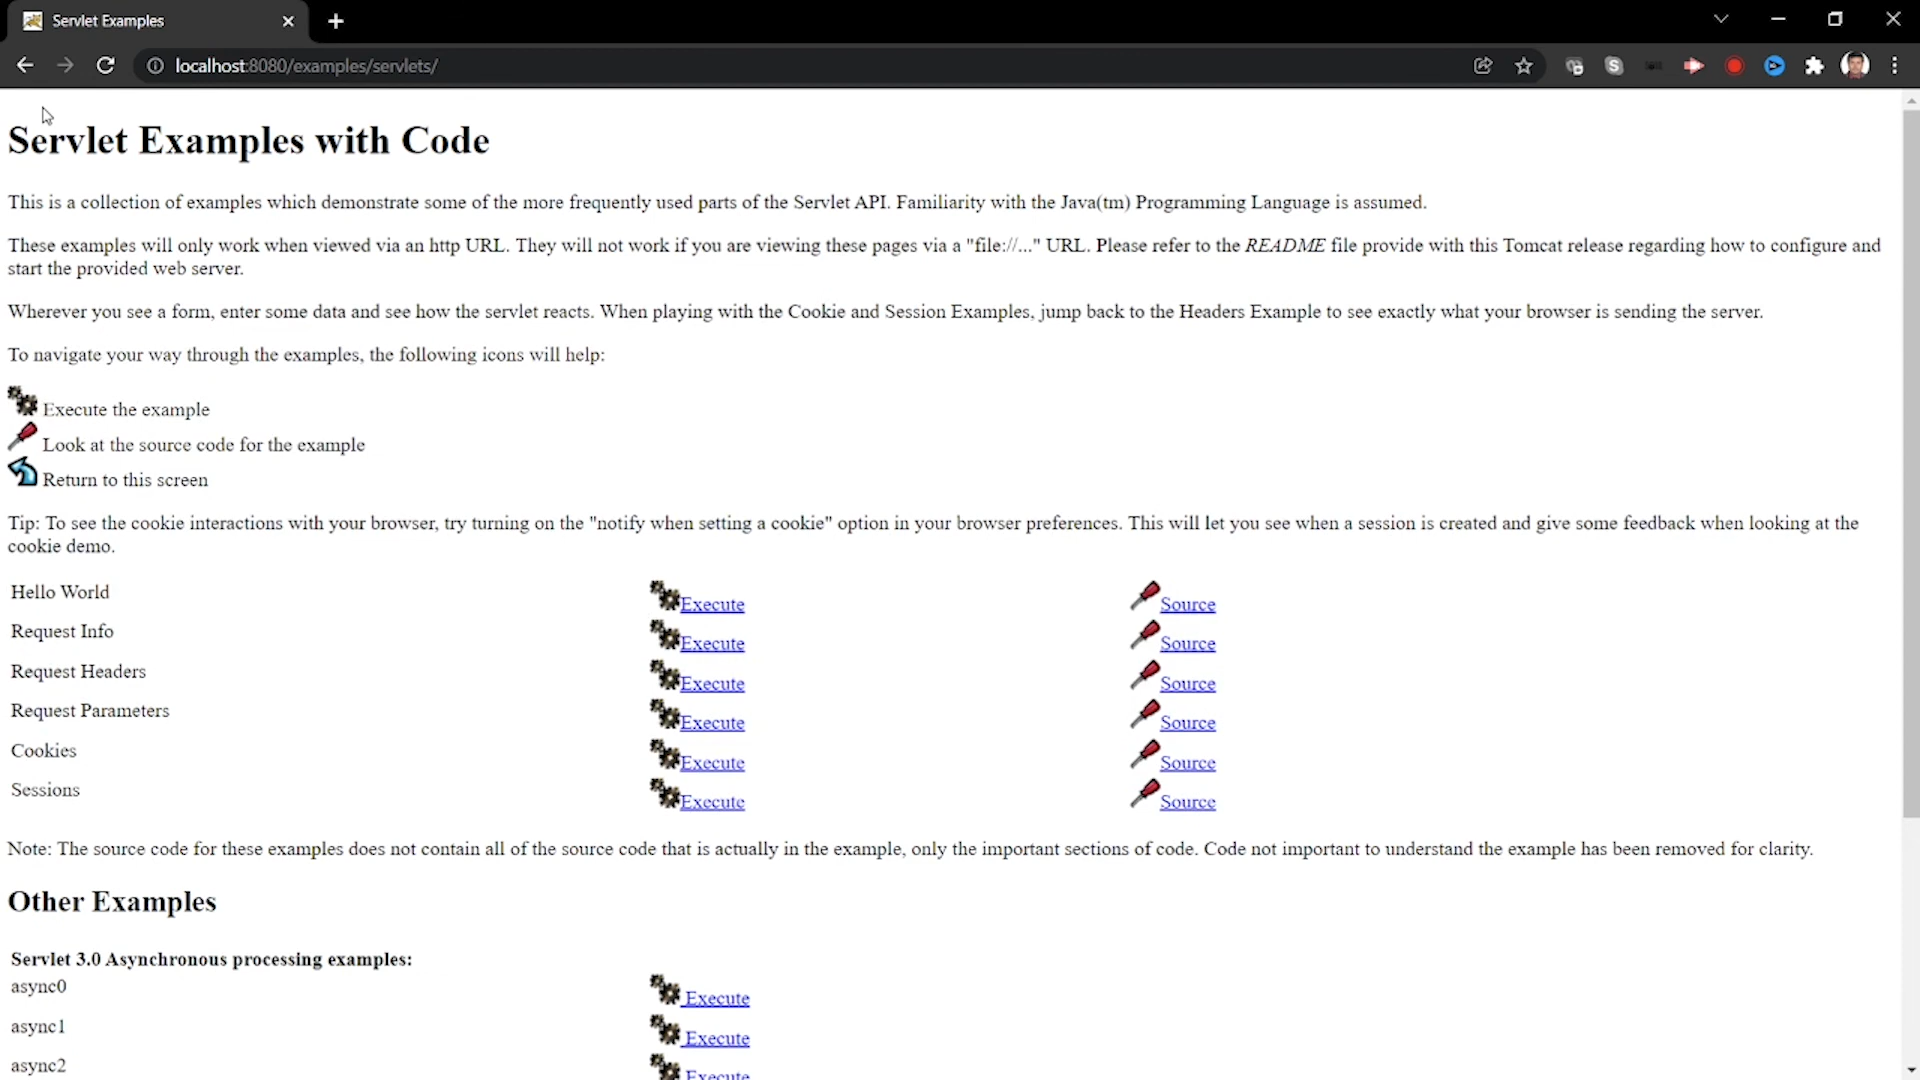 Servlet Examples
localhost:8080/examples/servlets/
Servlet Examples with Code
This is a collection of examples which demonstrate some of the more frequently used parts of the Servlet API. Familiarity with the Java(tm) Programming Language is assumed.
These examples will only work when viewed via an http URL. They will not work if you are viewing these pages via a "file://..." URL. Please refer to the README file provide with this Tomcat release regarding how to configure and
start the provided web server.
Wherever you see a form, enter some data and see how the servlet reacts. When playing with the Cookie and Session Examples, jump back to the Headers Example to see exactly what your browser is sending the server.
To navigate your way through the examples, the following icons will help:
Execute the example
Look at the source code for the example
Return to this screen
Tip: To see the cookie interactions with your browser, try turning on the "notify when setting a cookie" option in your browser preferences. This will let you see when a session is created and give some feedback when looking at the
cookie demo.
Hello World Execute Source
Request Info Execute Source
Request Headers Execute Source
Request Parameters Execute Source
Cookies Execute Source
Sessions Execute Source
Note: The source code for these examples does not contain all of the source code that is actually in the example, only the important sections of code. Code not important to understand the example has been removed for clarity.
Other Examples
Servlet 3.0 Asynchronous processing examples:
async0 Execute
async1 Execute
async2 Execute